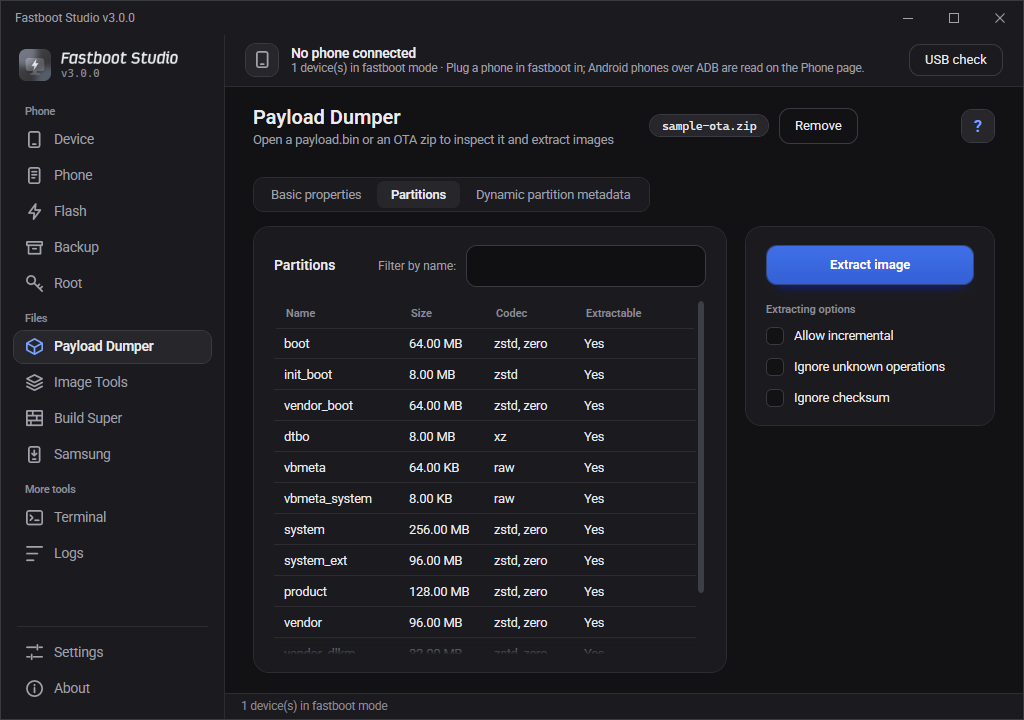 Fastboot Studio v3.0.0
Fastboot Studio
v3.0.0
Phone
Device
Phone
Flash
Backup
Root
Files
Payload Dumper
Image Tools
Build Super
Samsung
More tools
Terminal
Logs
Settings
About
No phone connected
1 device(s) in fastboot mode · Plug a phone in fastboot in; Android phones over ADB are read on the Phone page.
USB check
Payload Dumper
Open a payload.bin or an OTA zip to inspect it and extract images
sample-ota.zip
Remove
?
Basic properties Partitions Dynamic partition metadata
Partitions Filter by name:
Name Size Codec Extractable
boot 64.00 MB zstd, zero Yes
init_boot 8.00 MB zstd Yes
vendor_boot 64.00 MB zstd, zero Yes
dtbo 8.00 MB xz Yes
vbmeta 64.00 KB raw Yes
vbmeta_system 8.00 KB raw Yes
system 256.00 MB zstd, zero Yes
system_ext 96.00 MB zstd, zero Yes
product 128.00 MB zstd, zero Yes
vendor 96.00 MB zstd, zero Yes
vendor_dlkm 32.00 MB zstd, zero Yes
Extract image
Extracting options
Allow incremental
Ignore unknown operations
Ignore checksum
1 device(s) in fastboot mode